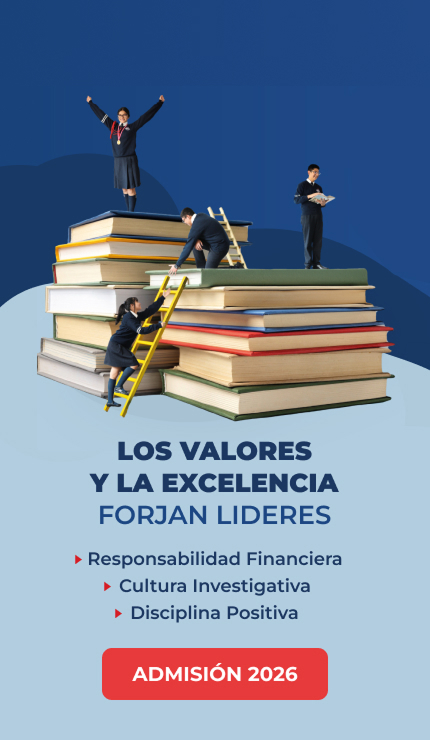 LOS VALORES
Y LA EXCELENCIA
FORJAN LIDERES
Responsabilidad Financiera
Cultura Investigativa
Disciplina Positiva
ADMISIÓN 2026